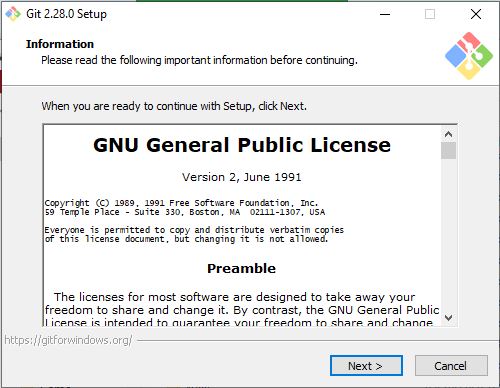 Git 2.28.0 Setup
Information
Please read the following important information before continuing.
When you are ready to continue with Setup, click Next.
GNU General Public License
Version 2, June 1991
Copyright (C) 1989, 1991 Free Software Foundation, Inc.
59 Temple Place - Suite 330, Boston, MA  02111-1307, USA
Everyone is permitted to copy and distribute verbatim copies
of this license document, but changing it is not allowed.
Preamble
The licenses for most software are designed to take away your
freedom to share and change it. By contrast, the GNU General Public
License is intended to guarantee your freedom to share and change
https://gitforwindows.org/
Next >
Cancel